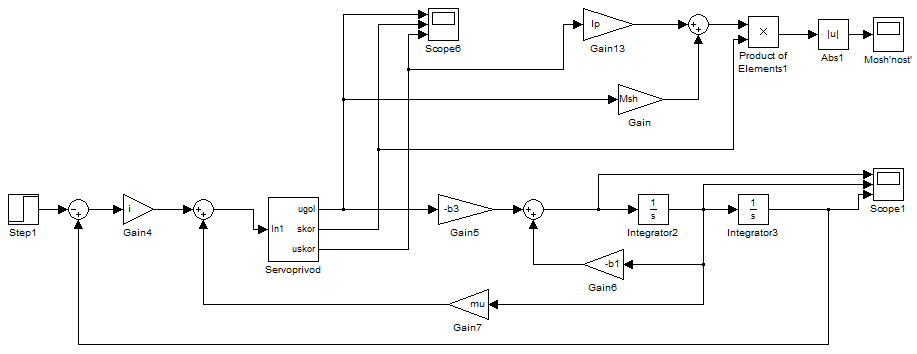 Scope6
Ip
Gain13
×
Product of
Elements1
|u|
Abs1
Mosh'nost'
Msh
Gain
Step1
-
+
i
Gain4
+
+
In1
ugol
skor
uskor
Servoprivod
-b3
Gain5
+
+
1
s
Integrator2
1
s
Integrator3
Scope1
-b1
Gain6
mu
Gain7
+
+